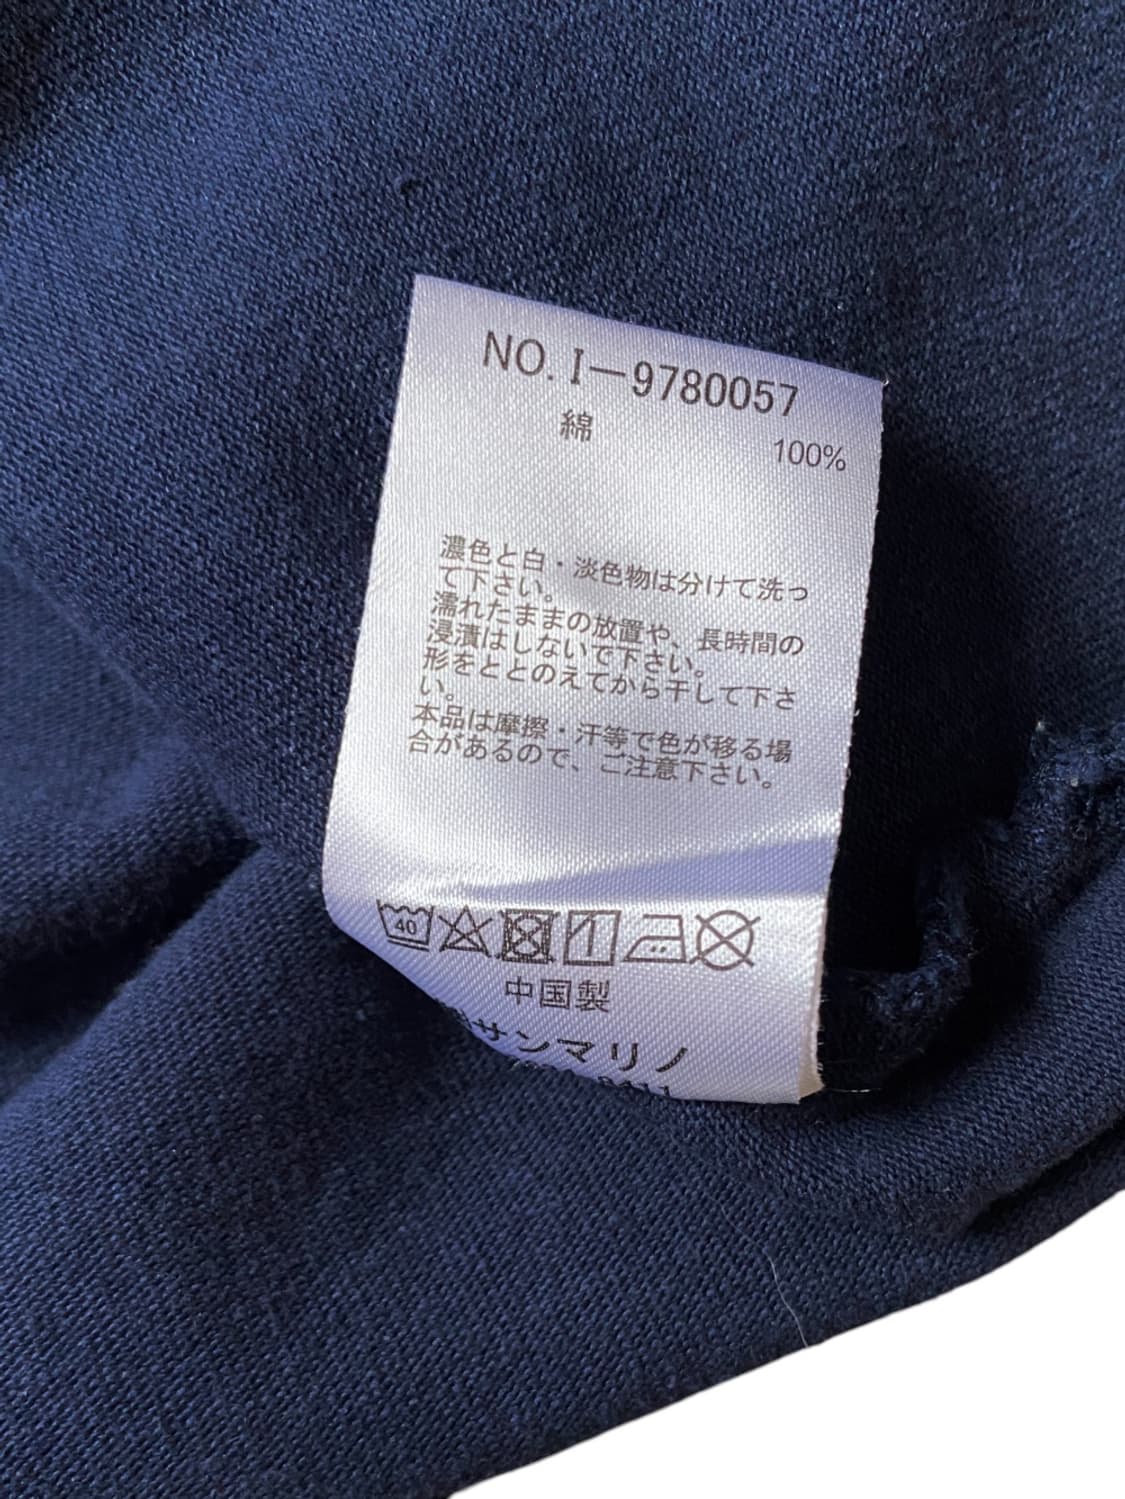 NO. I—9780057
綿 100%
濃色と白・淡色物は分けて洗っ
て下さい。
濡れたままの放置や、長時間の
浸漬はしないで下さい。
形をととのえてから干して下さ
い。
本品は摩擦・汗等で色が移る場
合があるので、ご注意下さい。
40
中国製
サンマリノ